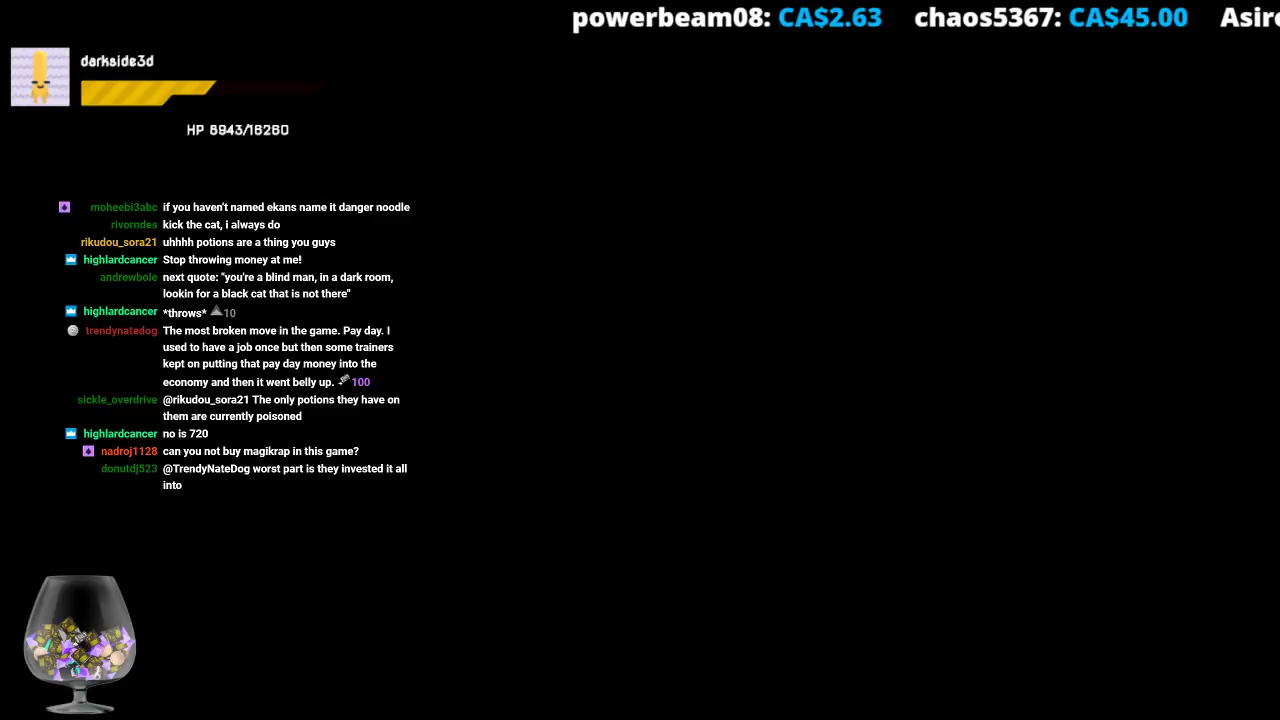 powerbeam08: CA$2.63 chaos5367: CA$45.00 Asir
darkside3d
HP 8943/16260
moheebi3abc if you haven't named ekans name it danger noodle
rivorndes kick the cat, i always do
rikudou_sora21 uhhhh potions are a thing you guys
highlardcancer Stop throwing money at me!
andrewbole next quote: "you're a blind man, in a dark room,
lookin for a black cat that is not there"
highlardcancer *throws* 10
trendynatedog The most broken move in the game. Pay day. I
used to have a job once but then some trainers
kept on putting that pay day money into the
economy and then it went belly up. 100
sickle_overdrive @rikudou_sora21 The only potions they have on
them are currently poisoned
highlardcancer no is 720
nadroj1128 can you not buy magikrap in this game?
donutdj523 @TrendyNateDog worst part is they invested it all
into